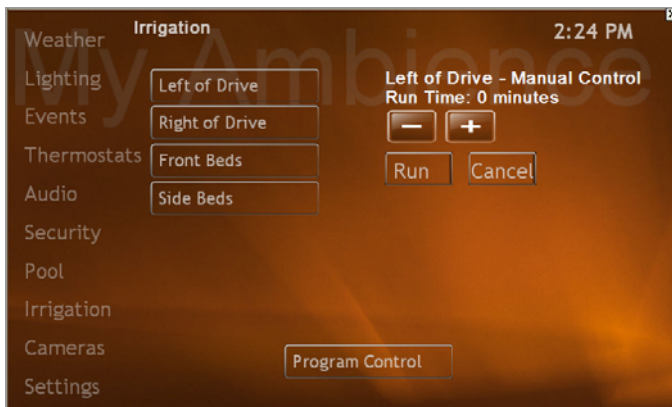 My Ambience
Irrigation
2:24 PM
Weather
Lighting
Events
Thermostats
Audio
Security
Pool
Irrigation
Cameras
Settings
Left of Drive
Right of Drive
Front Beds
Side Beds
Left of Drive - Manual Control
Run Time: 0 minutes
Run
Cancel
Program Control